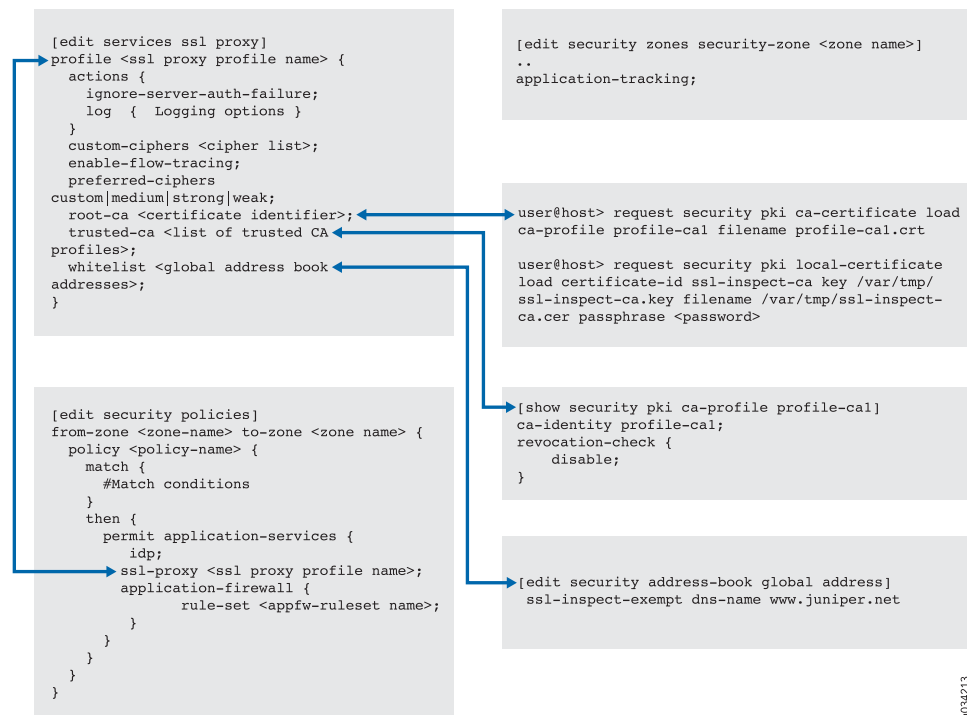 [edit services ssl proxy]
profile <ssl proxy profile name> {
  actions {
    ignore-server-auth-failure;
    log  {  Logging options }
  }
  custom-ciphers <cipher list>;
  enable-flow-tracing;
  preferred-ciphers
custom|medium|strong|weak;
  root-ca <certificate identifier>;
  trusted-ca <list of trusted CA
profiles>;
  whitelist <global address book
addresses>;
}
[edit security policies]
from-zone <zone-name> to-zone <zone name> {
  policy <policy-name> {
    match {
      #Match conditions
    }
    then {
      permit application-services {
         idp;
        ssl-proxy <ssl proxy profile name>;
        application-firewall {
               rule-set <appfw-ruleset name>;
         }
      }
    }
  }
}
[edit security zones security-zone <zone name>]
..
application-tracking;
user@host> request security pki ca-certificate load
ca-profile profile-ca1 filename profile-ca1.crt
user@host> request security pki local-certificate
load certificate-id ssl-inspect-ca key /var/tmp/
ssl-inspect-ca.key filename /var/tmp/ssl-inspect-
ca.cer passphrase <password>
[show security pki ca-profile profile-ca1]
ca-identity profile-ca1;
revocation-check {
    disable;
}
[edit security address-book global address]
 ssl-inspect-exempt dns-name www.juniper.net